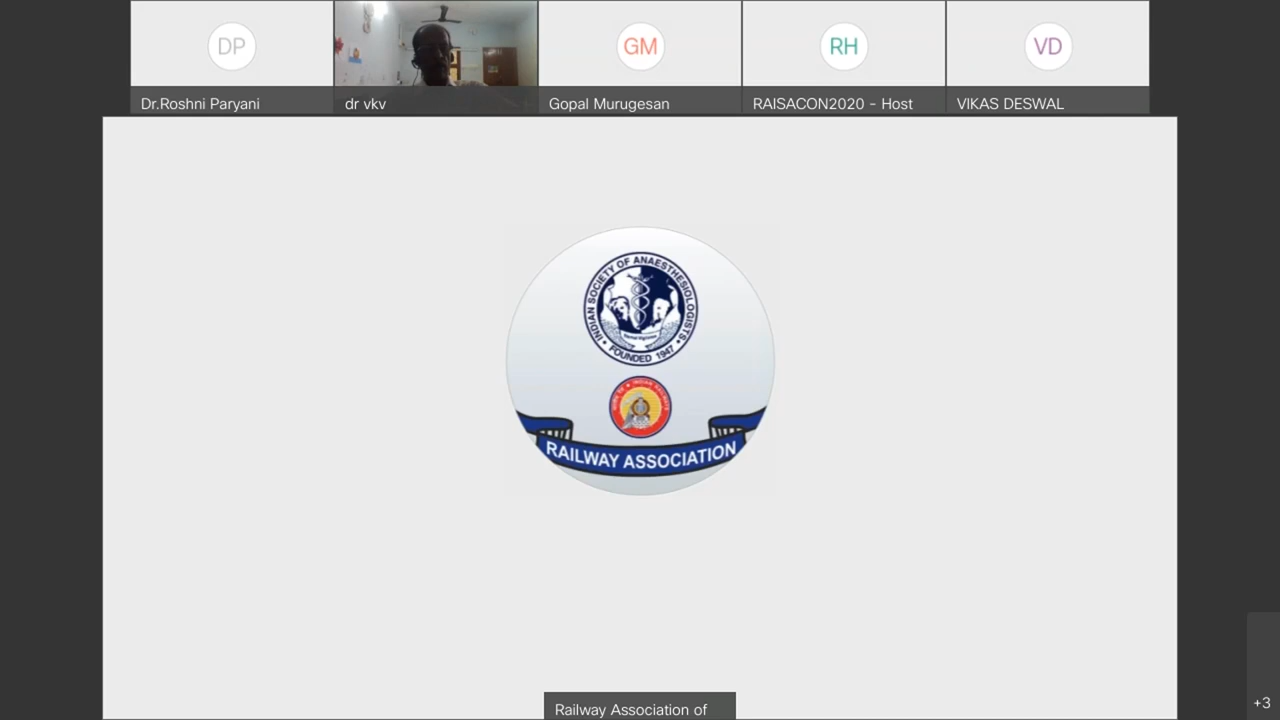 DP
GM
RH
VD
Dr.Roshni Paryani
dr vkv
Gopal Murugesan
RAISACON2020 - Host
VIKAS DESWAL
INDIAN SOCIETY OF ANAESTHESIOLOGISTS
FOUNDED 1947
RAILWAY ASSOCIATION
Railway Association of
+3